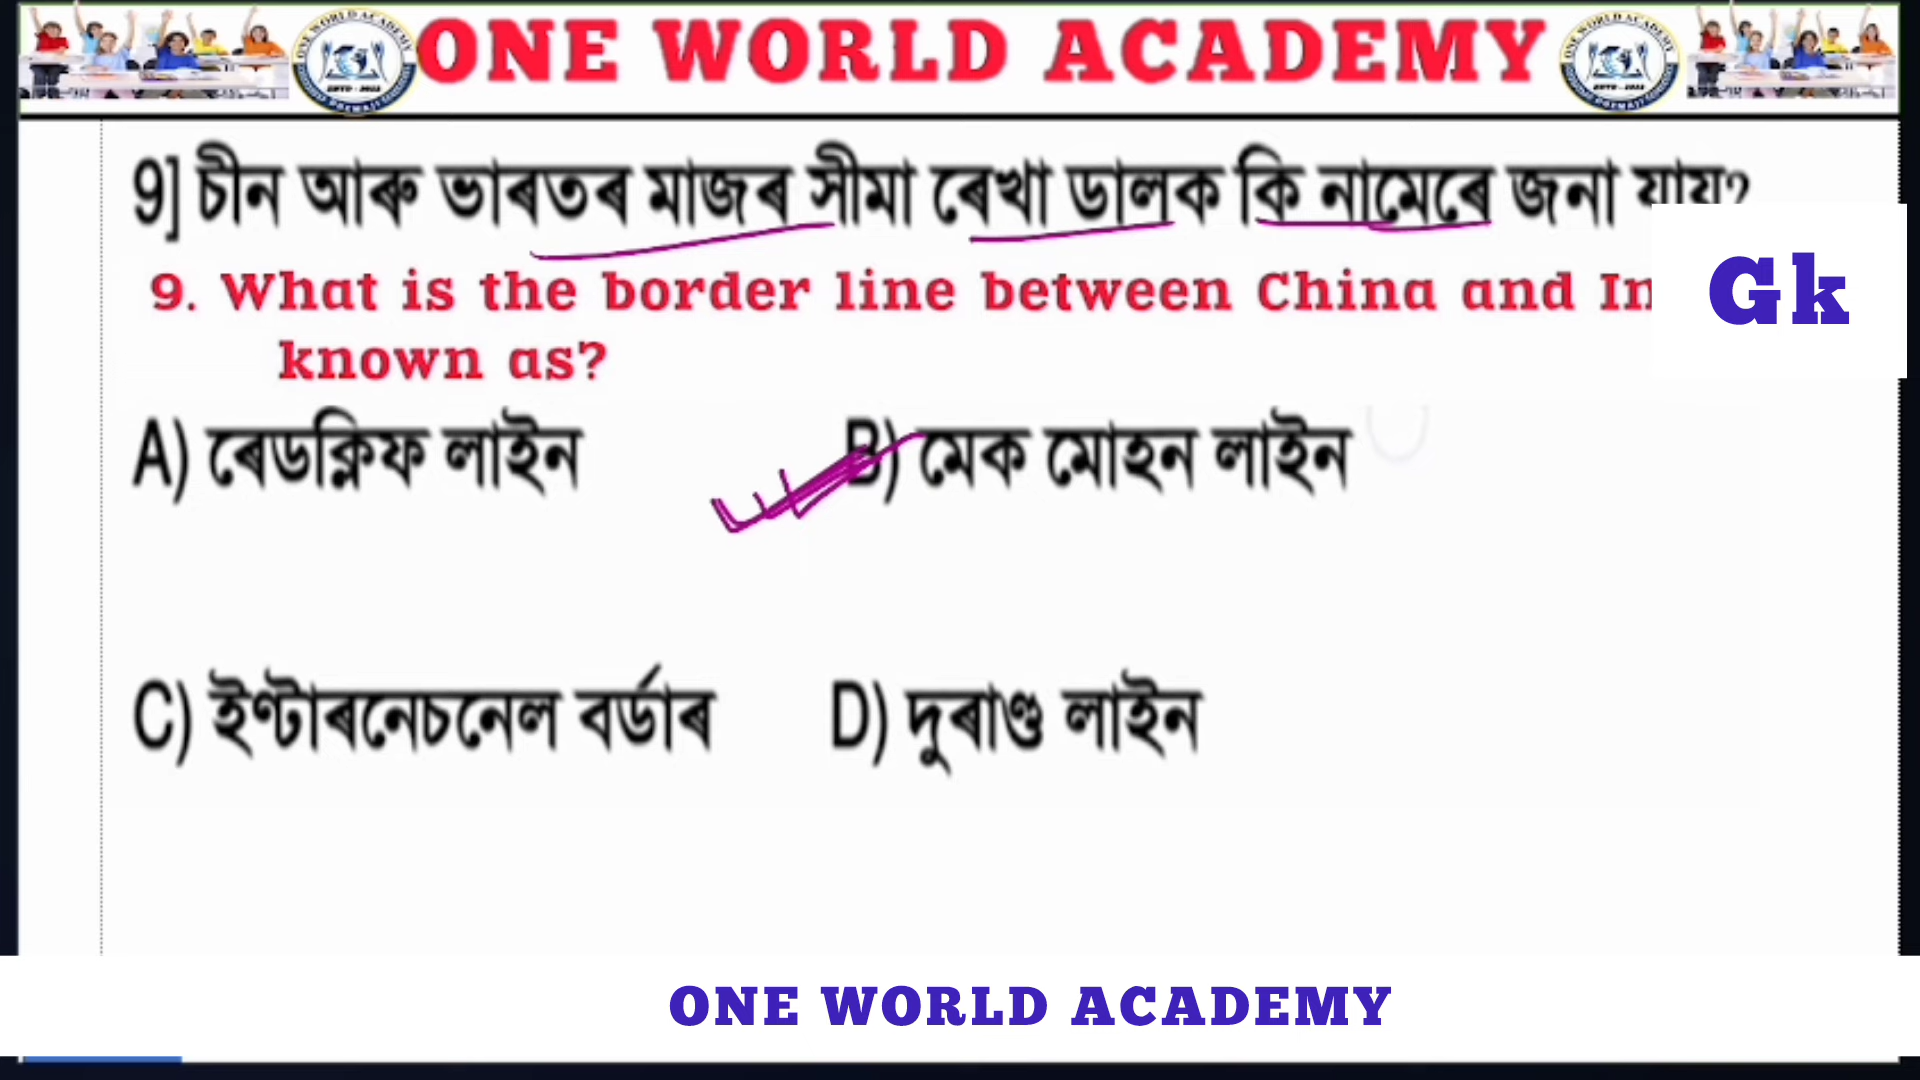 ONE WORLD ACADEMY
9] চীন আৰু ভাৰতৰ মাজৰ সীমা ৰেখা ডালক কি নামেৰে জনা যায়?
9. What is the border line between China and In
known as?
Gk
A) ৰেডক্লিফ লাইন
B) মেক মোহন লাইন
C) ইণ্টাৰনেচনেল বৰ্ডাৰ
D) দুৰাণ্ড লাইন
ONE WORLD ACADEMY